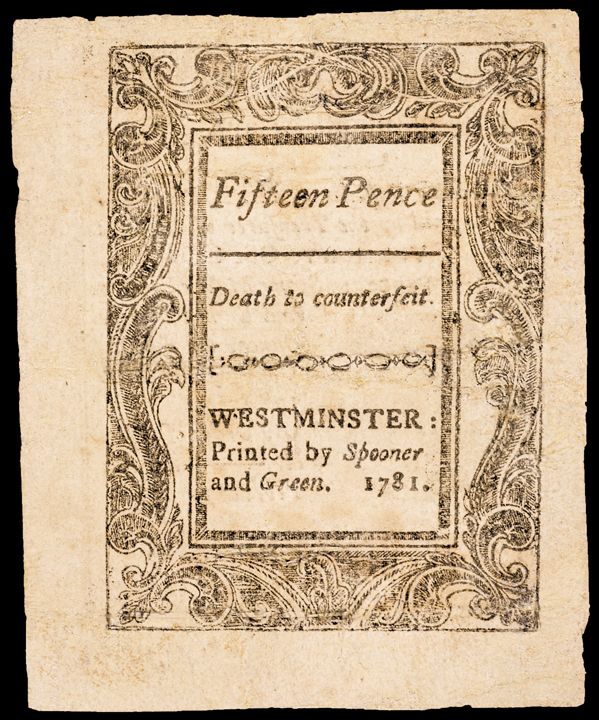 Fifteen Pence
Death to counterfeit.
WESTMINSTER:
Printed by Spooner
and Green. 1781.